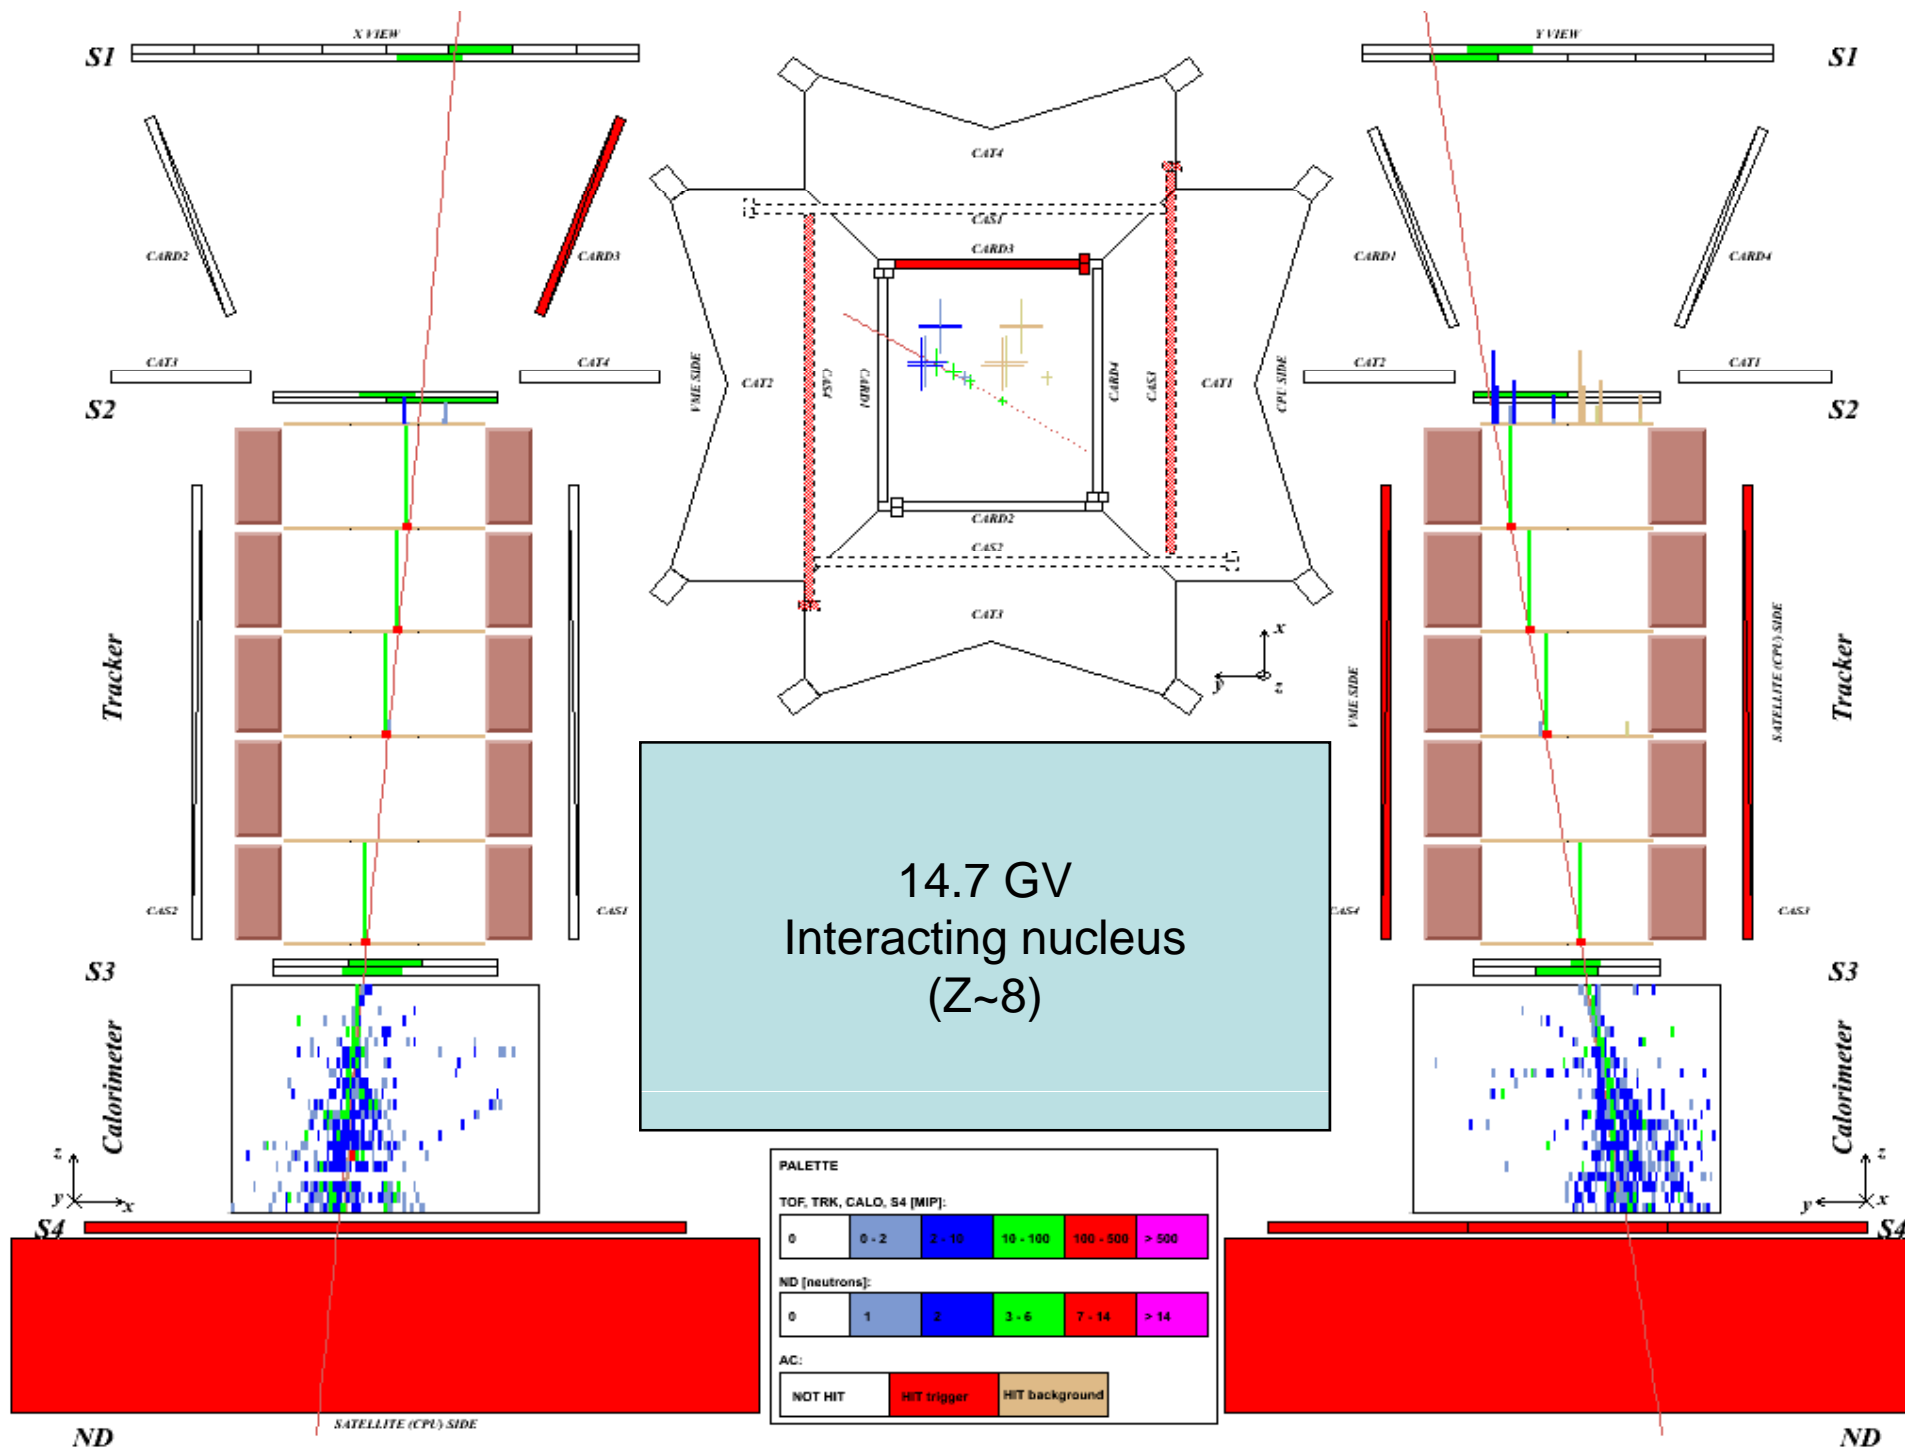 X VIEW
S1
CARD2
CARD3
CAT3
CAT4
S2
Tracker
CAS2
CAS1
S3
Calorimeter
z
y
x
S4
SATELLITE (CPU) SIDE
ND
CAT4
CAS1
CARD3
VME SIDE
CAT2
CAS4
CARD1
CARD4
CAS3
CAT1
CPU SIDE
CARD2
CAS2
CAT3
x
y
z
14.7 GV
Interacting nucleus
(Z~8)
PALETTE
TOF, TRK, CALO, S4 [MIP]:
0
0 - 2
2 - 10
10 - 100
100 - 500
> 500
ND [neutrons]:
0
1
2
3 - 6
7 - 14
> 14
AC:
NOT HIT
HIT trigger
HIT background
Y VIEW
S1
CARD1
CARD4
CAT2
CAT1
S2
VME SIDE
SATELLITE (CPU) SIDE
Tracker
CAS4
CAS3
S3
Calorimeter
z
y
x
S4
ND